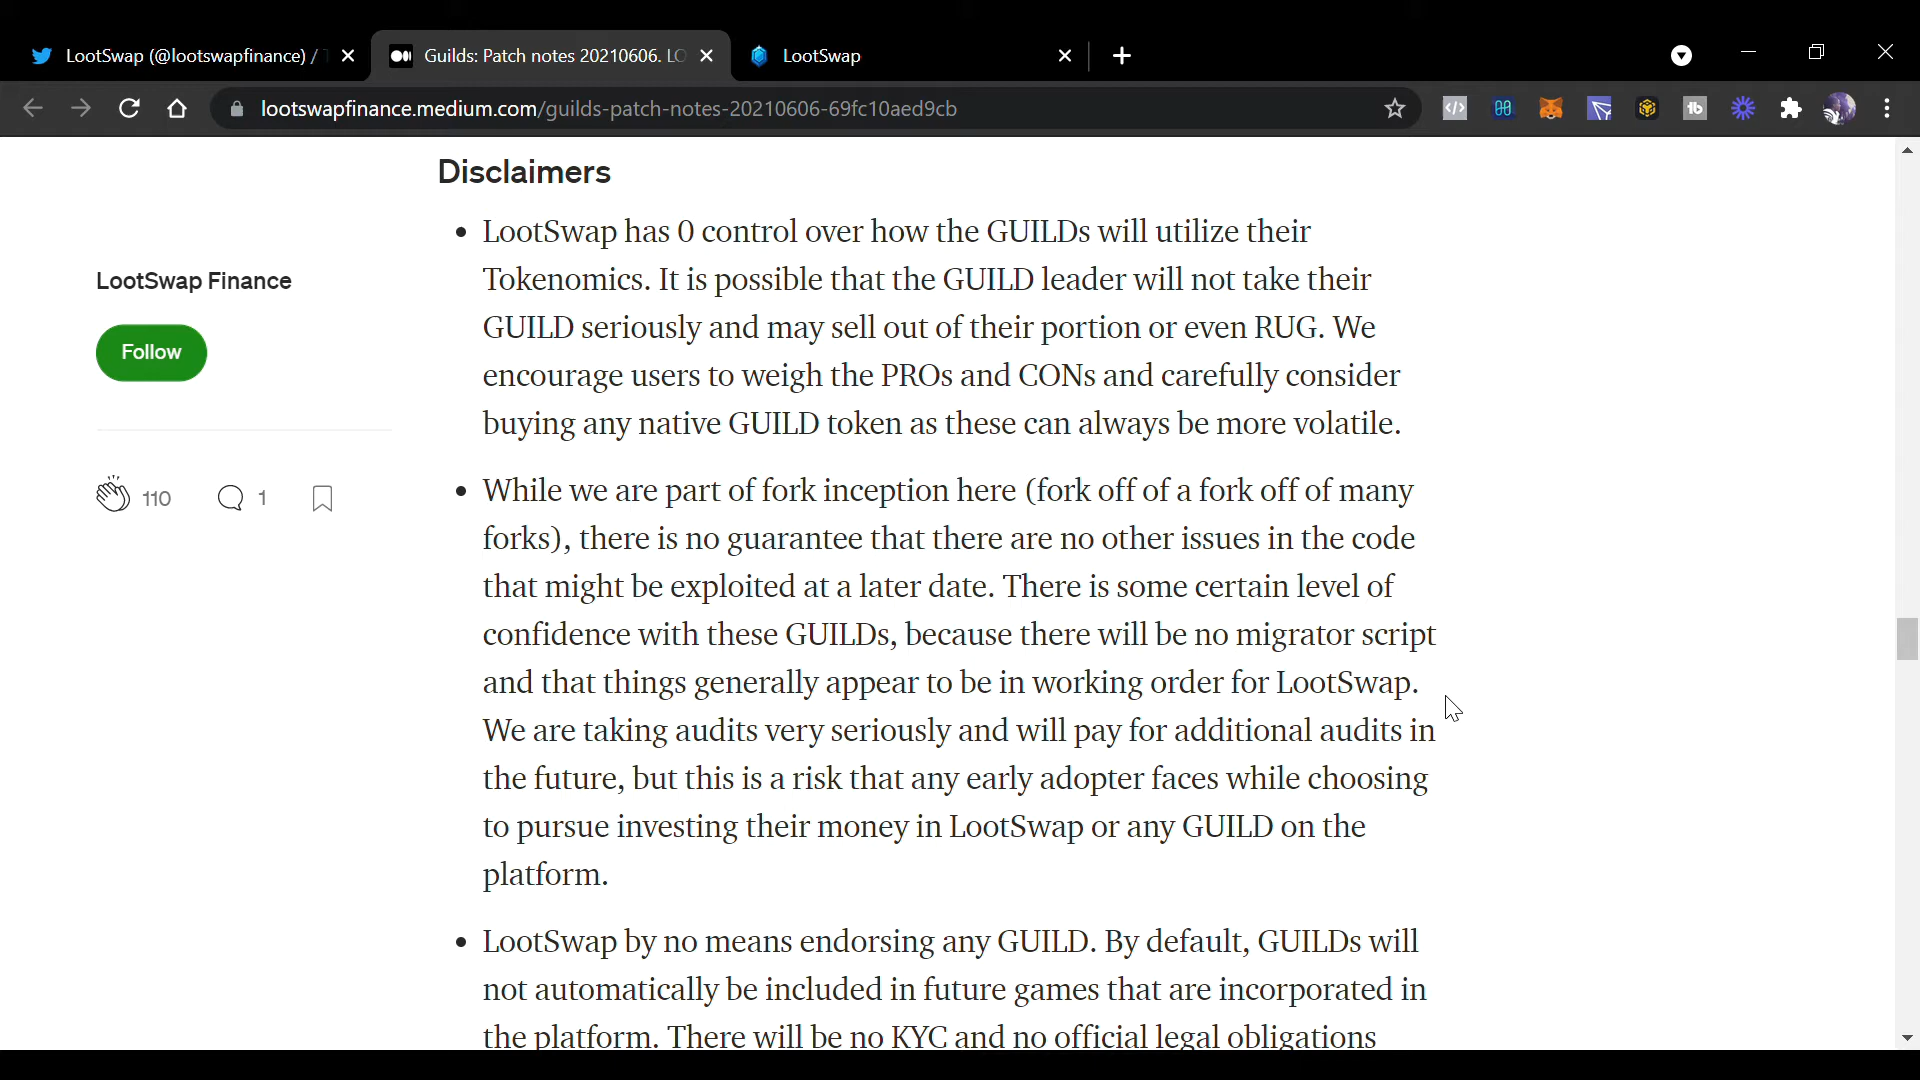 LootSwap (@lootswapfinance) /
Guilds: Patch notes 20210606. LO
LootSwap
lootswapfinance.medium.com/guilds-patch-notes-20210606-69fc10aed9cb
Disclaimers
LootSwap Finance
Follow
110
1
• LootSwap has 0 control over how the GUILDs will utilize their
Tokenomics. It is possible that the GUILD leader will not take their
GUILD seriously and may sell out of their portion or even RUG. We
encourage users to weigh the PROs and CONs and carefully consider
buying any native GUILD token as these can always be more volatile.
• While we are part of fork inception here (fork off of a fork off of many
forks), there is no guarantee that there are no other issues in the code
that might be exploited at a later date. There is some certain level of
confidence with these GUILDs, because there will be no migrator script
and that things generally appear to be in working order for LootSwap.
We are taking audits very seriously and will pay for additional audits in
the future, but this is a risk that any early adopter faces while choosing
to pursue investing their money in LootSwap or any GUILD on the
platform.
• LootSwap by no means endorsing any GUILD. By default, GUILDs will
not automatically be included in future games that are incorporated in
the platform. There will be no KYC and no official legal obligations